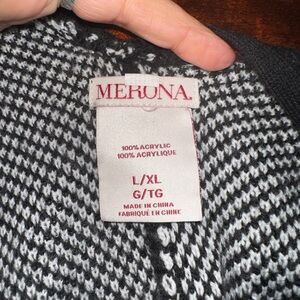 MERONA.
100% ACRYLIC
100% ACRYLIQUE
L/XL
G/TG
MADE IN CHINA
FABRIQUÉ EN CHINE